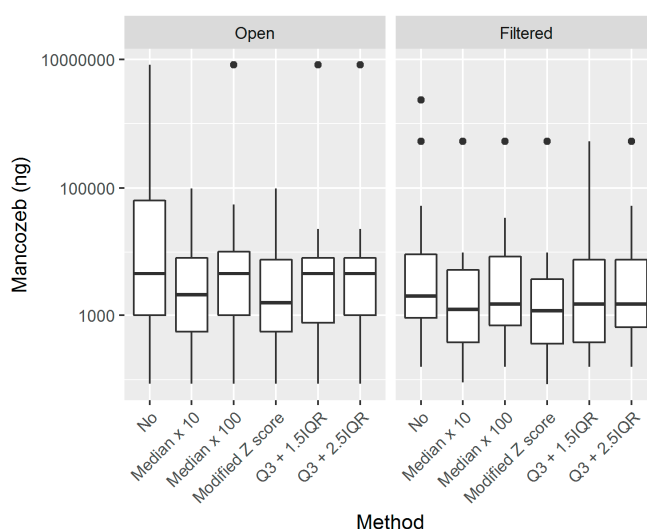 Open
Filtered
Mancozeb (ng)
10000000
100000
1000
No
Median x 10
Median x 100
Modified Z score
Q3 + 1.5IQR
Q3 + 2.5IQR
No
Median x 10
Median x 100
Modified Z score
Q3 + 1.5IQR
Q3 + 2.5IQR
Method